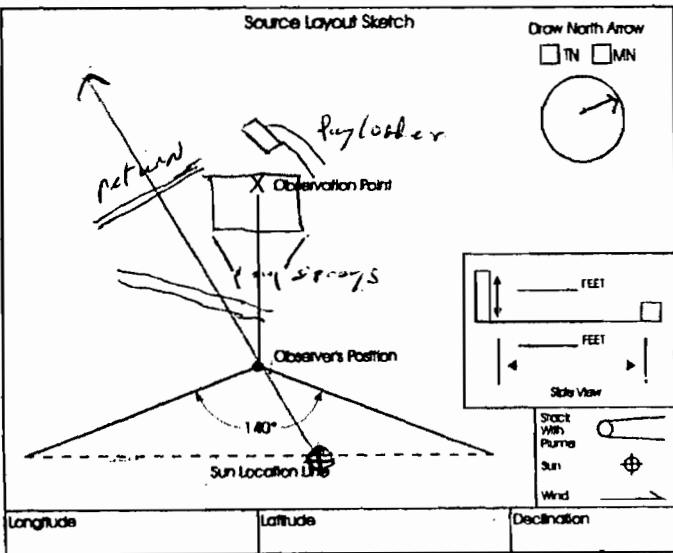 Source Layout Sketch
Draw North Arrow
TN MN
payloader
return
X Observation Point
sprays
FEET
Observer's Position
FEET
Side View
140°
Stack With Plume
Sun Location Line
Sun
Wind
Longitude Latitude Declination